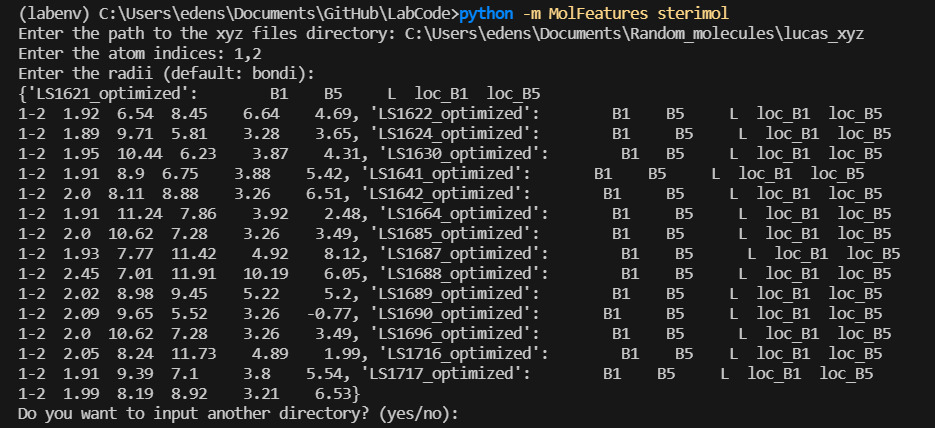 (labenv) C:\Users\edens\Documents\GitHub\LabCode>python -m MolFeatures sterimol
Enter the path to the xyz files directory: C:\Users\edens\Documents\Random_molecules\lucas_xyz
Enter the atom indices: 1,2
Enter the radii (default: bondi):
{'LS1621_optimized':        B1    B5     L  loc_B1  loc_B5
1-2  1.92  6.54  8.45    6.64    4.69, 'LS1622_optimized':        B1    B5     L  loc_B1  loc_B5
1-2  1.89  9.71  5.81    3.28    3.65, 'LS1624_optimized':        B1     B5     L  loc_B1  loc_B5
1-2  1.95  10.44  6.23    3.87    4.31, 'LS1630_optimized':        B1   B5     L  loc_B1  loc_B5
1-2  1.91  8.9  6.75    3.88    5.42, 'LS1641_optimized':       B1    B5     L  loc_B1  loc_B5
1-2  2.0  8.11  8.88    3.26    6.51, 'LS1642_optimized':        B1     B5     L  loc_B1  loc_B5
1-2  1.91  11.24  7.86    3.92    2.48, 'LS1664_optimized':       B1     B5     L  loc_B1  loc_B5
1-2  2.0  10.62  7.28    3.26    3.49, 'LS1685_optimized':        B1    B5      L  loc_B1  loc_B5
1-2  1.93  7.77  11.42    4.92    8.12, 'LS1687_optimized':        B1    B5      L  loc_B1  loc_B5
1-2  2.45  7.01  11.91   10.19    6.05, 'LS1688_optimized':        B1    B5     L  loc_B1  loc_B5
1-2  2.02  8.98  9.45    5.22     5.2, 'LS1689_optimized':        B1    B5     L  loc_B1  loc_B5
1-2  2.09  9.65  5.52    3.26   -0.77, 'LS1690_optimized':       B1     B5     L  loc_B1  loc_B5
1-2  2.0  10.62  7.28    3.26    3.49, 'LS1696_optimized':        B1    B5      L  loc_B1  loc_B5
1-2  2.05  8.24  11.73    4.89    1.99, 'LS1716_optimized':        B1    B5    L  loc_B1  loc_B5
1-2  1.91  9.39  7.1     3.8    5.54, 'LS1717_optimized':        B1    B5     L  loc_B1  loc_B5
1-2  1.99  8.19  8.92    3.21    6.53}
Do you want to input another directory? (yes/no):